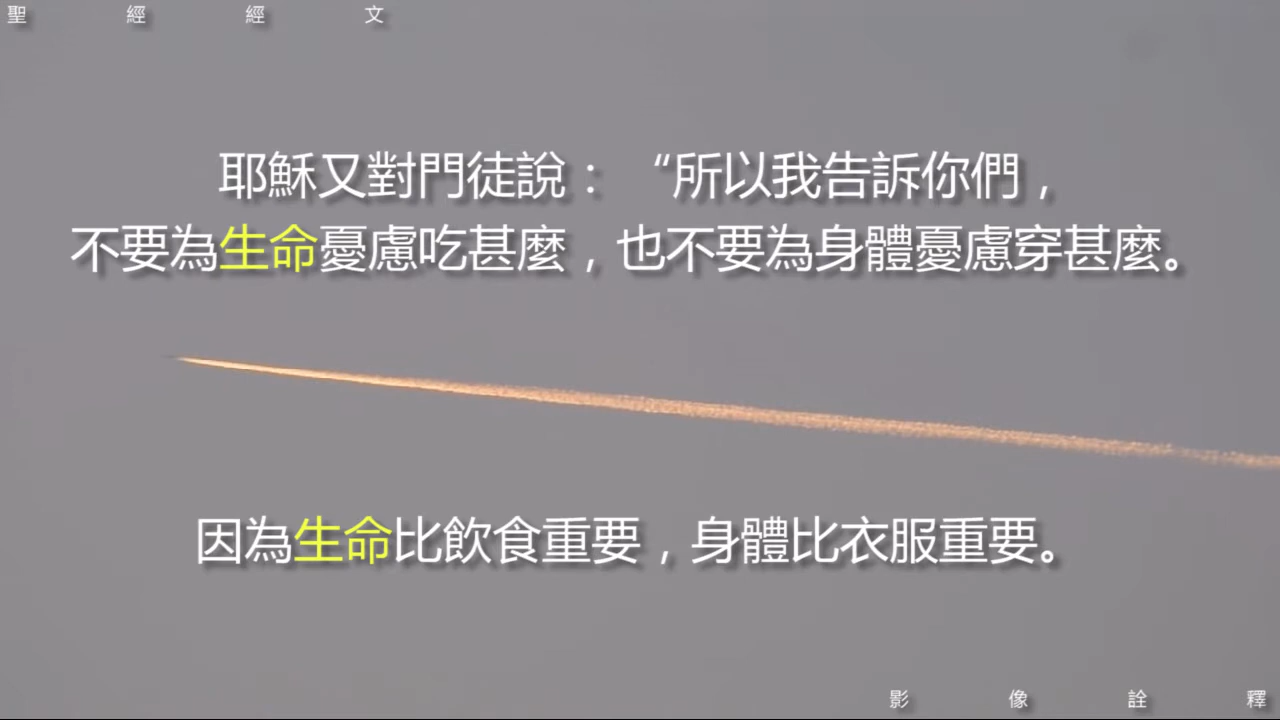 聖經經文
耶穌又對門徒說：“所以我告訴你們，
不要為生命憂慮吃甚麼，也不要為身體憂慮穿甚麼。
因為生命比飲食重要，身體比衣服重要。
影像詮釋